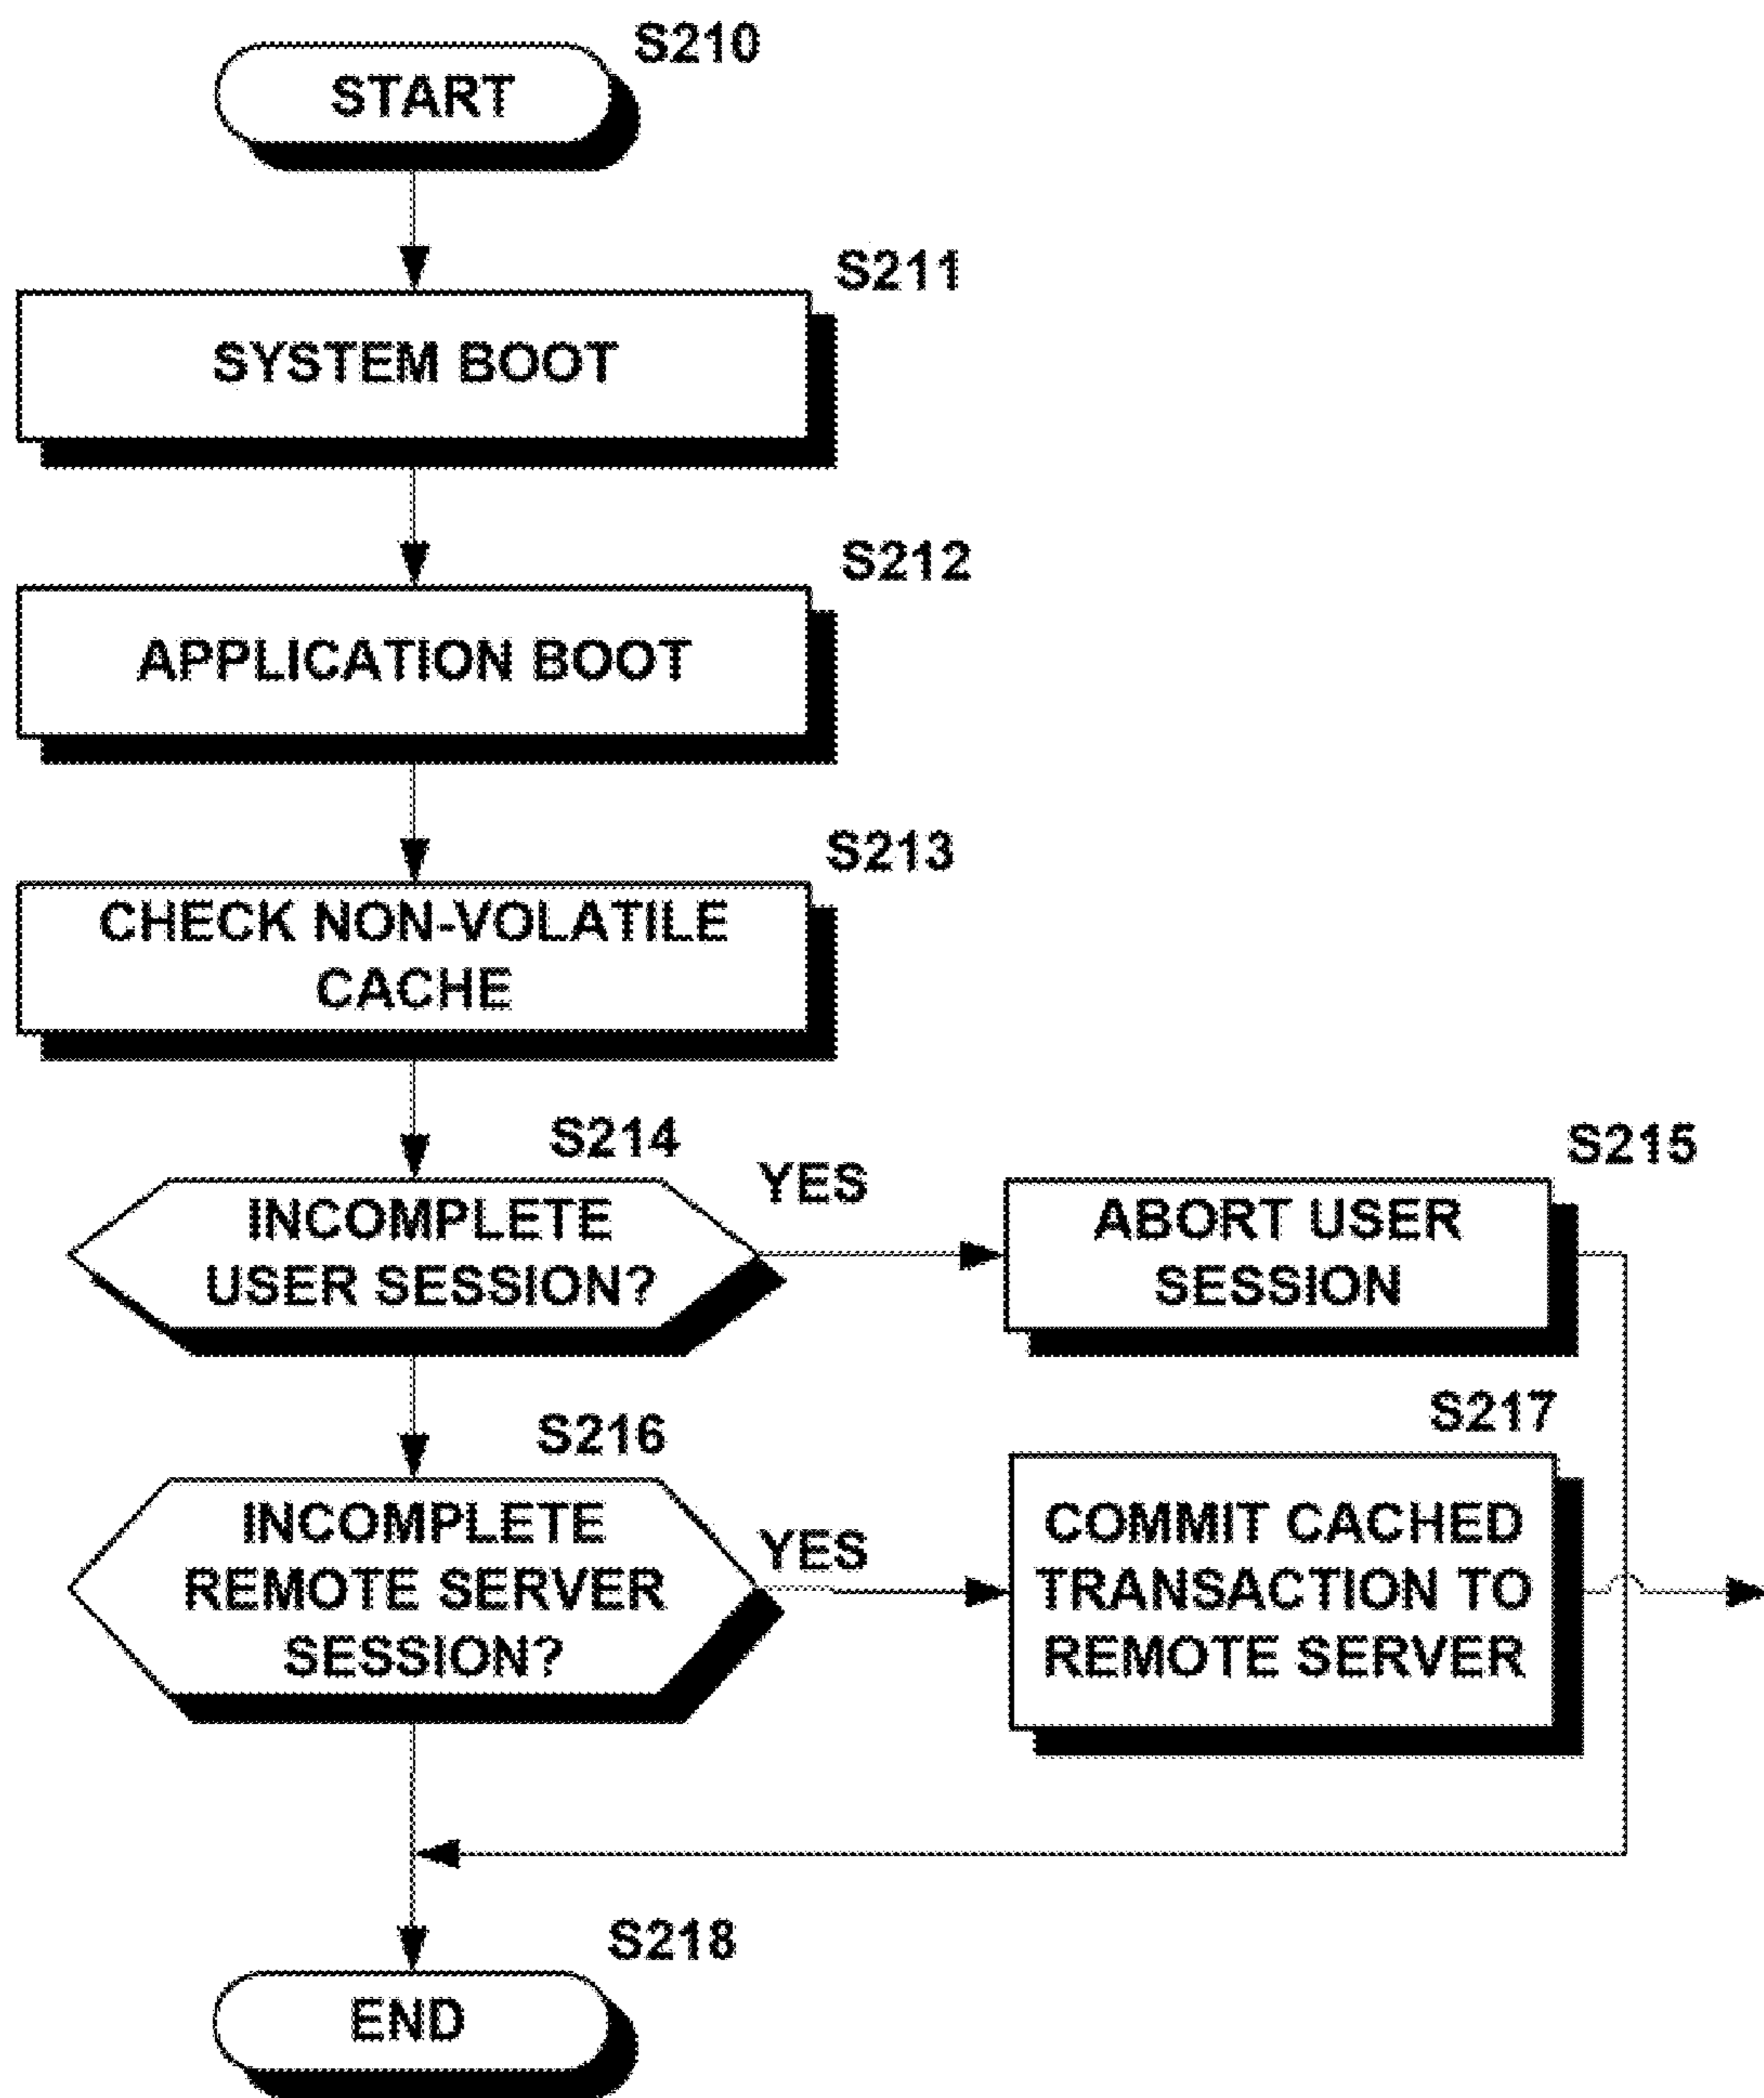 S210
START
S211
SYSTEM BOOT
S212
APPLICATION BOOT
S213
CHECK NON-VOLATILE
CACHE
S214
INCOMPLETE
USER SESSION?
YES
S215
ABORT USER
SESSION
S216
INCOMPLETE
REMOTE SERVER
SESSION?
YES
S217
COMMIT CACHED
TRANSACTION TO
REMOTE SERVER
S218
END